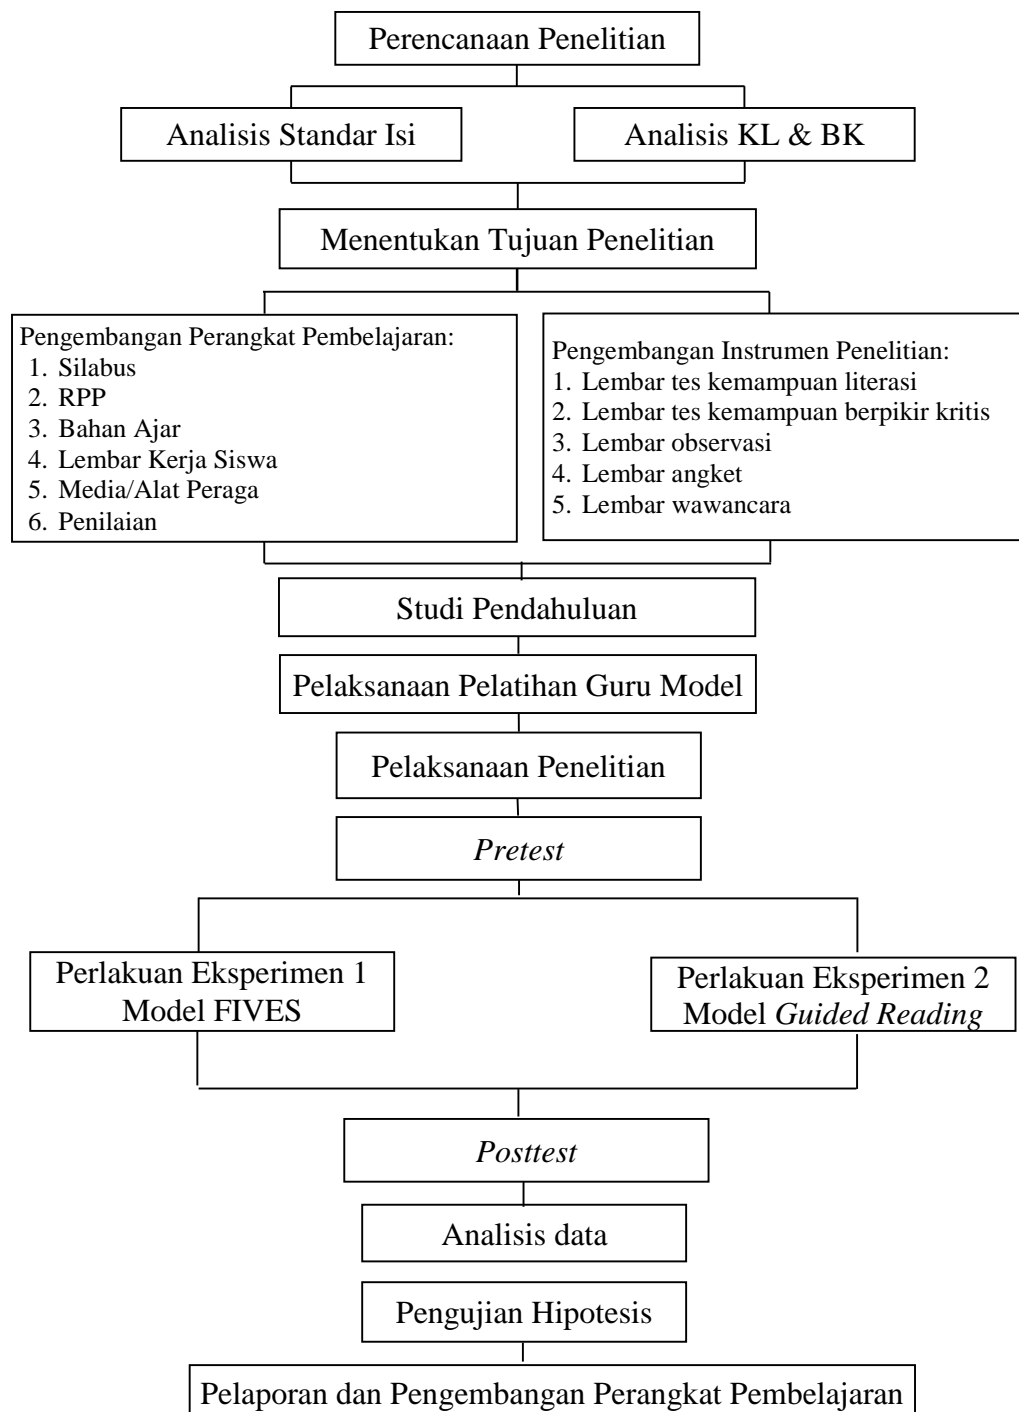 Perencanaan Penelitian
Analisis Standar Isi
Analisis KL & BK
Menentukan Tujuan Penelitian
Pengembangan Perangkat Pembelajaran:
1. Silabus
2. RPP
3. Bahan Ajar
4. Lembar Kerja Siswa
5. Media/Alat Peraga
6. Penilaian
Pengembangan Instrumen Penelitian:
1. Lembar tes kemampuan literasi
2. Lembar tes kemampuan berpikir kritis
3. Lembar observasi
4. Lembar angket
5. Lembar wawancara
Studi Pendahuluan
Pelaksanaan Pelatihan Guru Model
Pelaksanaan Penelitian
Pretest
Perlakuan Eksperimen 1
Model FIVES
Perlakuan Eksperimen 2
Model Guided Reading
Posttest
Analisis data
Pengujian Hipotesis
Pelaporan dan Pengembangan Perangkat Pembelajaran